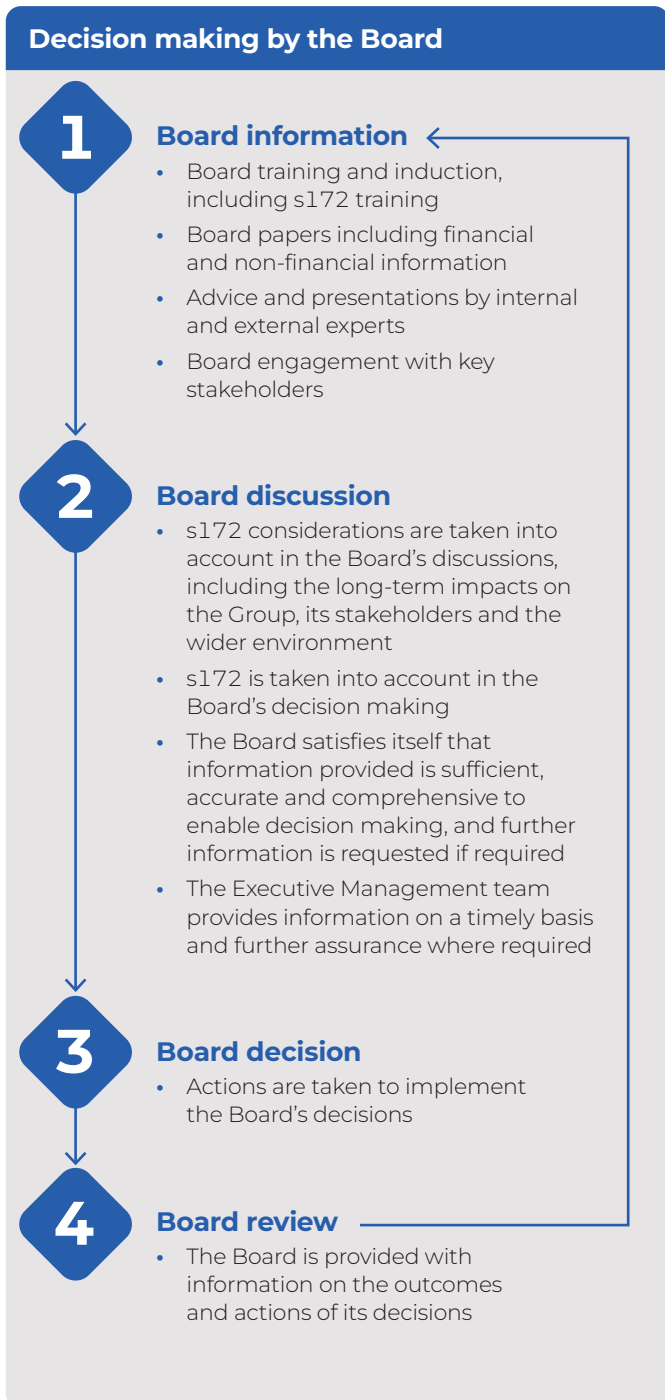 Decision making by the Board
1
Board information
• Board training and induction,
including s172 training
• Board papers including financial
and non-financial information
• Advice and presentations by internal
and external experts
• Board engagement with key
stakeholders
2
Board discussion
• s172 considerations are taken into
account in the Board’s discussions,
including the long-term impacts on
the Group, its stakeholders and the
wider environment
• s172 is taken into account in the
Board’s decision making
• The Board satisfies itself that
information provided is sufficient,
accurate and comprehensive to
enable decision making, and further
information is requested if required
• The Executive Management team
provides information on a timely basis
and further assurance where required
3
Board decision
• Actions are taken to implement
the Board’s decisions
4
Board review
• The Board is provided with
information on the outcomes
and actions of its decisions